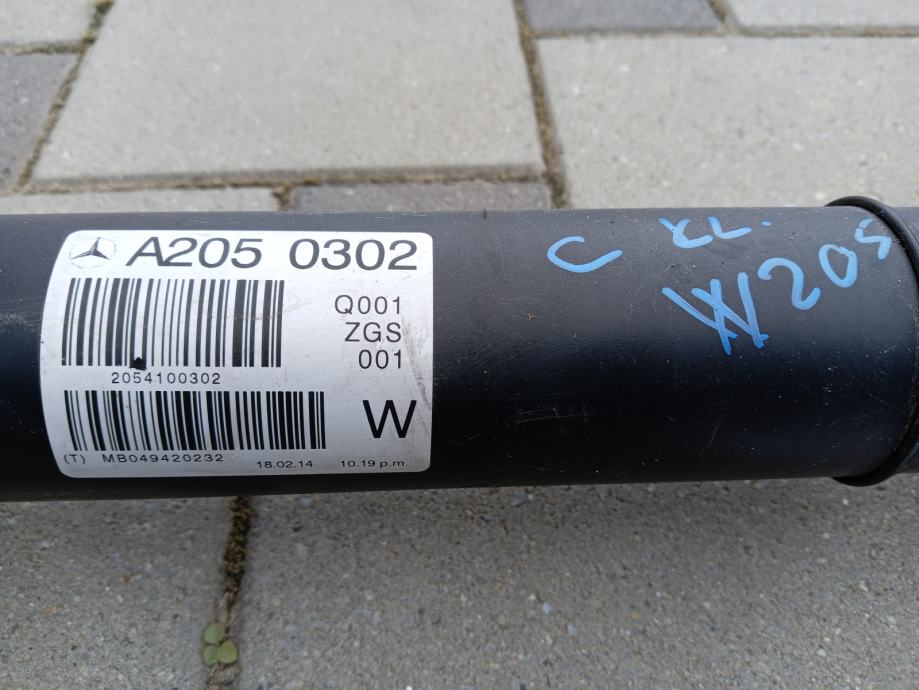 A205 0302
Q001
ZGS
001
2054100302
W
(T) MB049420232 18.02.14 10.19 p.m.
C KL.
W205